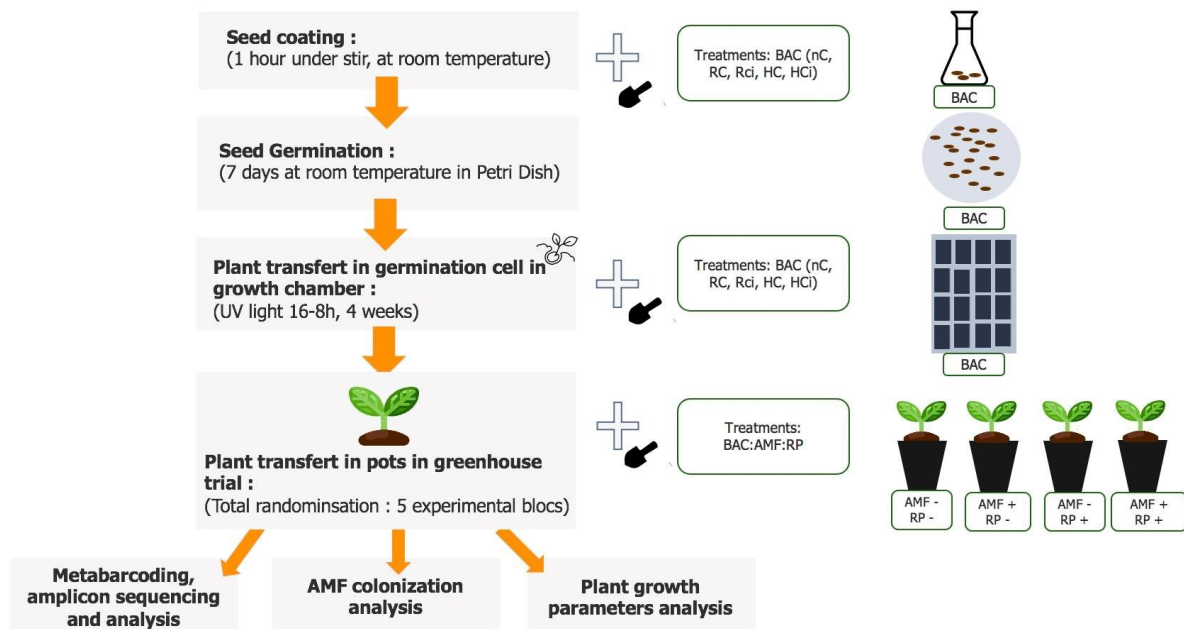 Seed coating :
(1 hour under stir, at room temperature)
Treatments: BAC (nC,
RC, Rci, HC, HCi)
BAC
Seed Germination :
(7 days at room temperature in Petri Dish)
BAC
Plant transfert in germination cell in
growth chamber :
(UV light 16-8h, 4 weeks)
Treatments: BAC (nC,
RC, Rci, HC, HCi)
BAC
Plant transfert in pots in greenhouse
trial :
(Total randominsation : 5 experimental blocs)
Treatments:
BAC:AMF:RP
AMF -
RP -
AMF +
RP -
AMF -
RP +
AMF +
RP +
Metabarcoding,
amplicon sequencing
and analysis
AMF colonization
analysis
Plant growth
parameters analysis